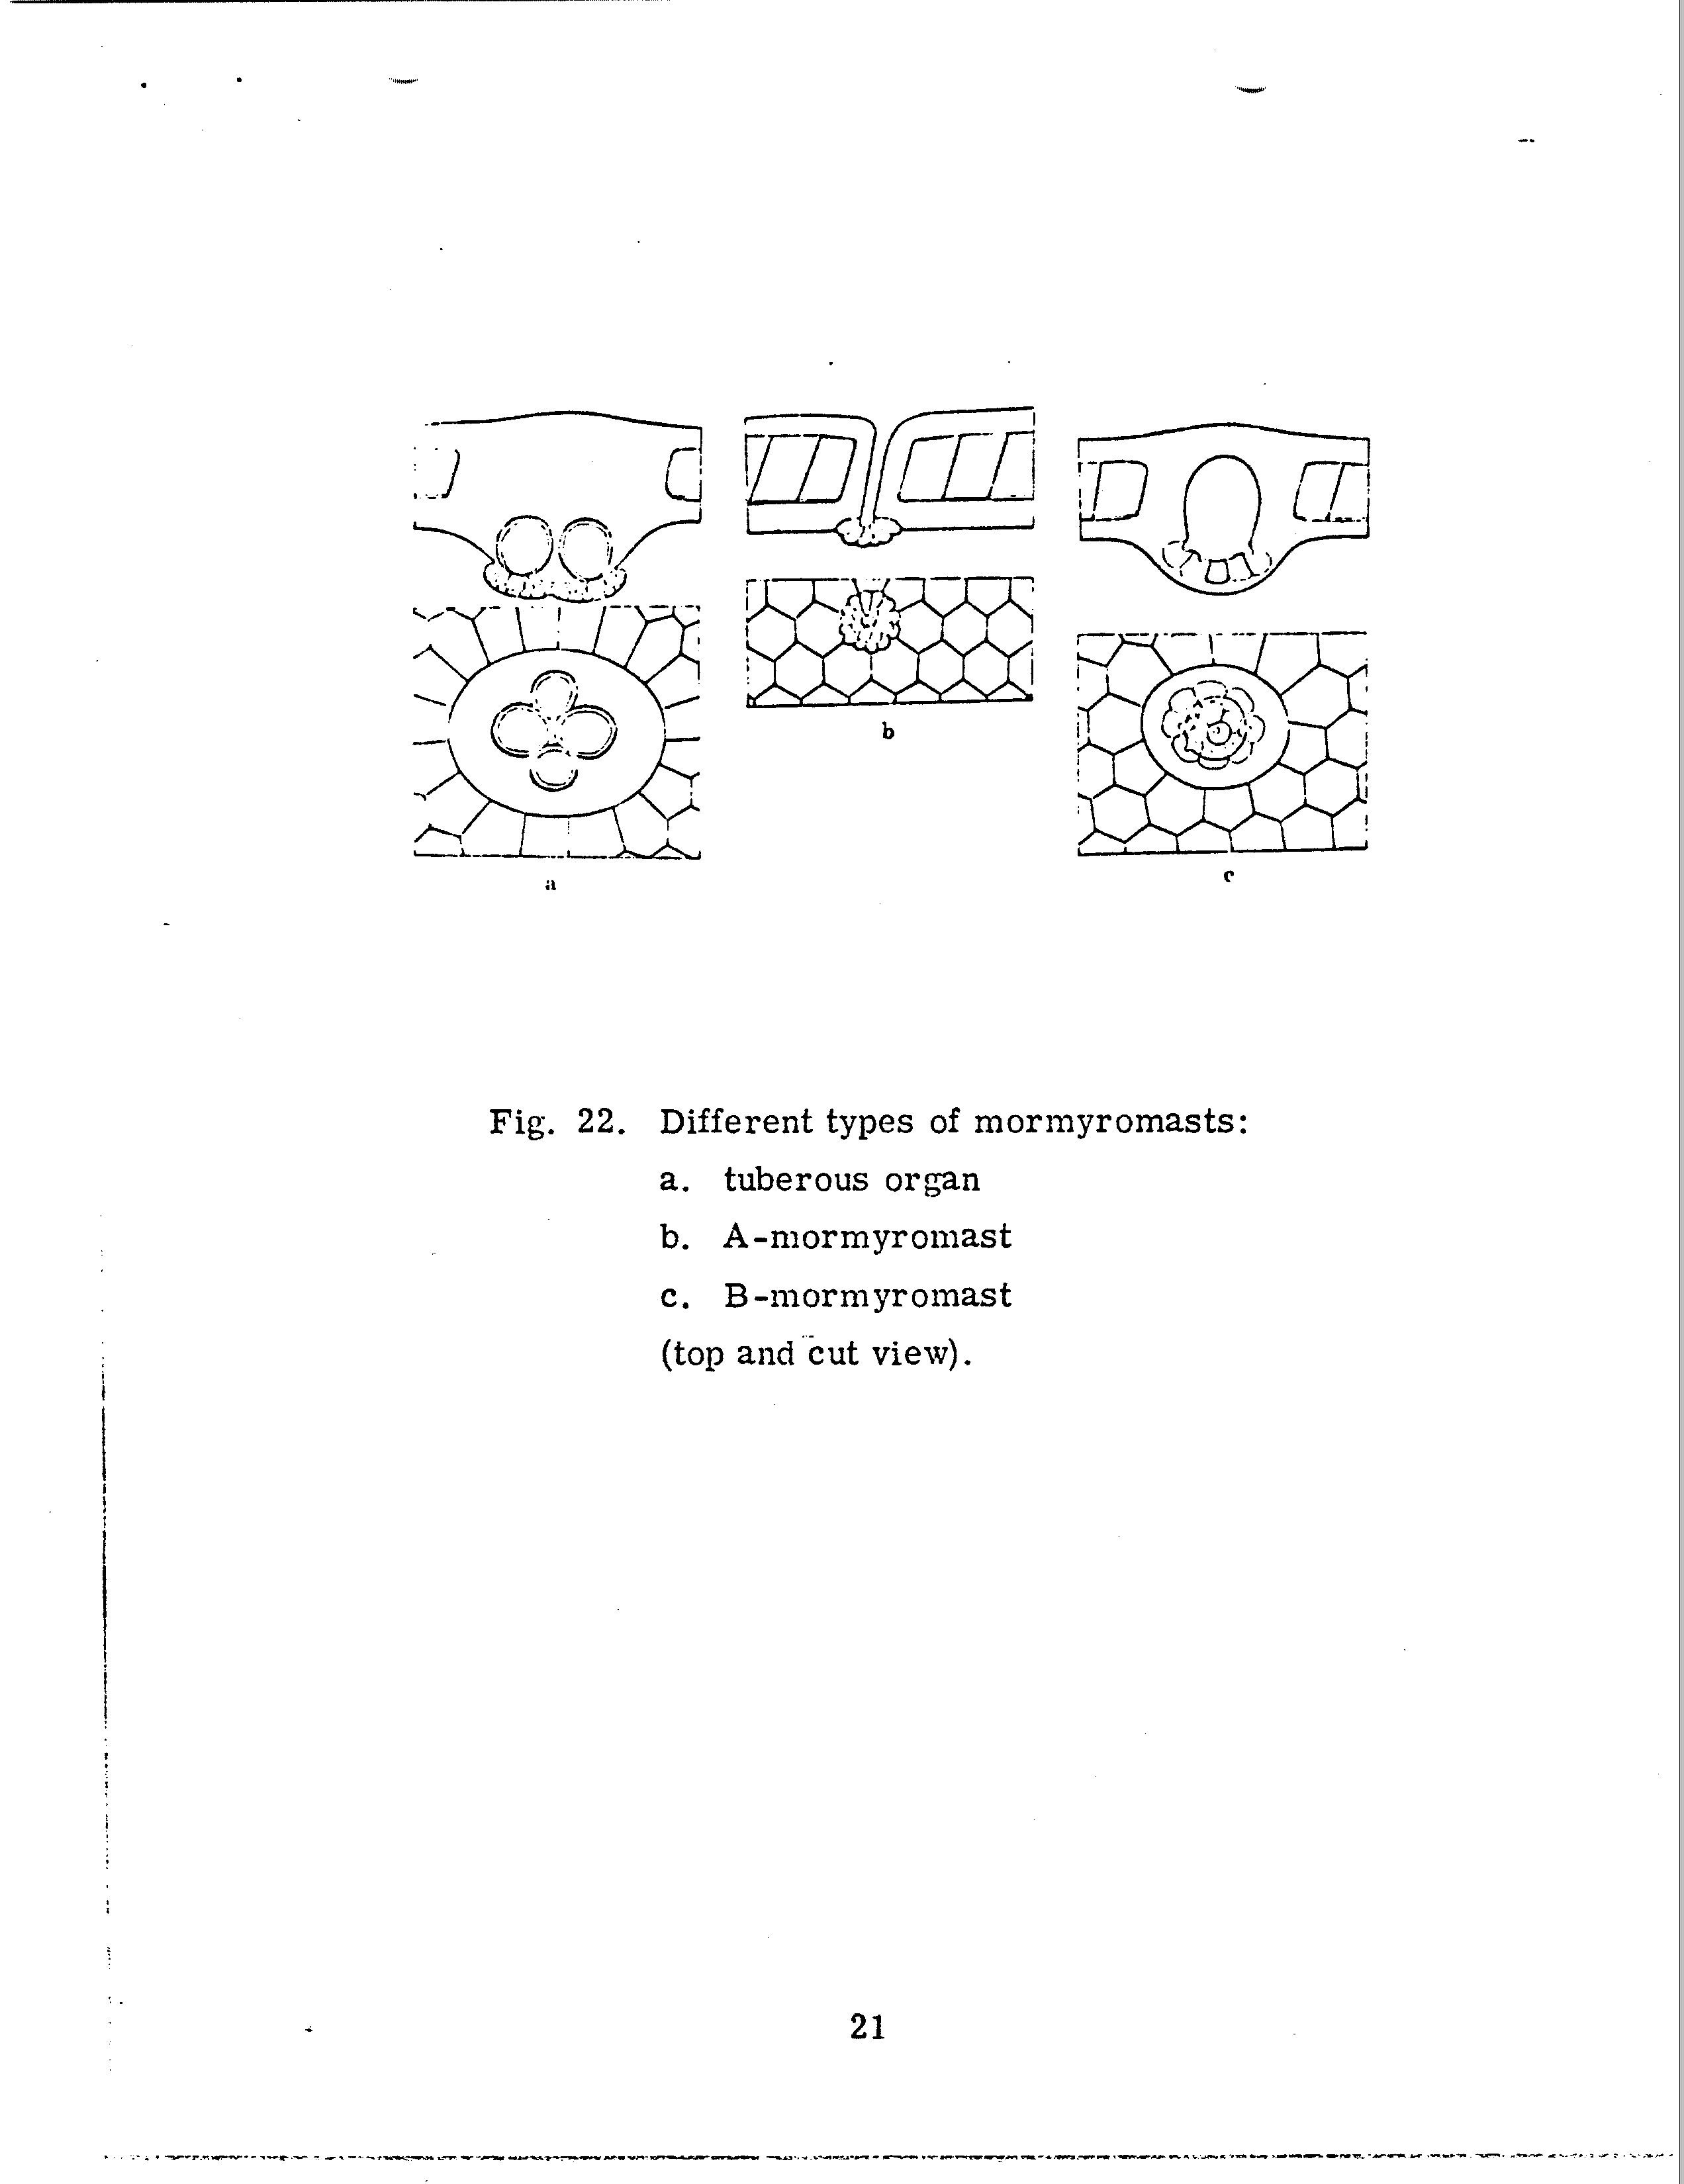 b
a
c
Fig. 22. Different types of mormyromasts:
a. tuberous organ
b. A-mormyromast
c. B-mormyromast
(top and cut view).
21